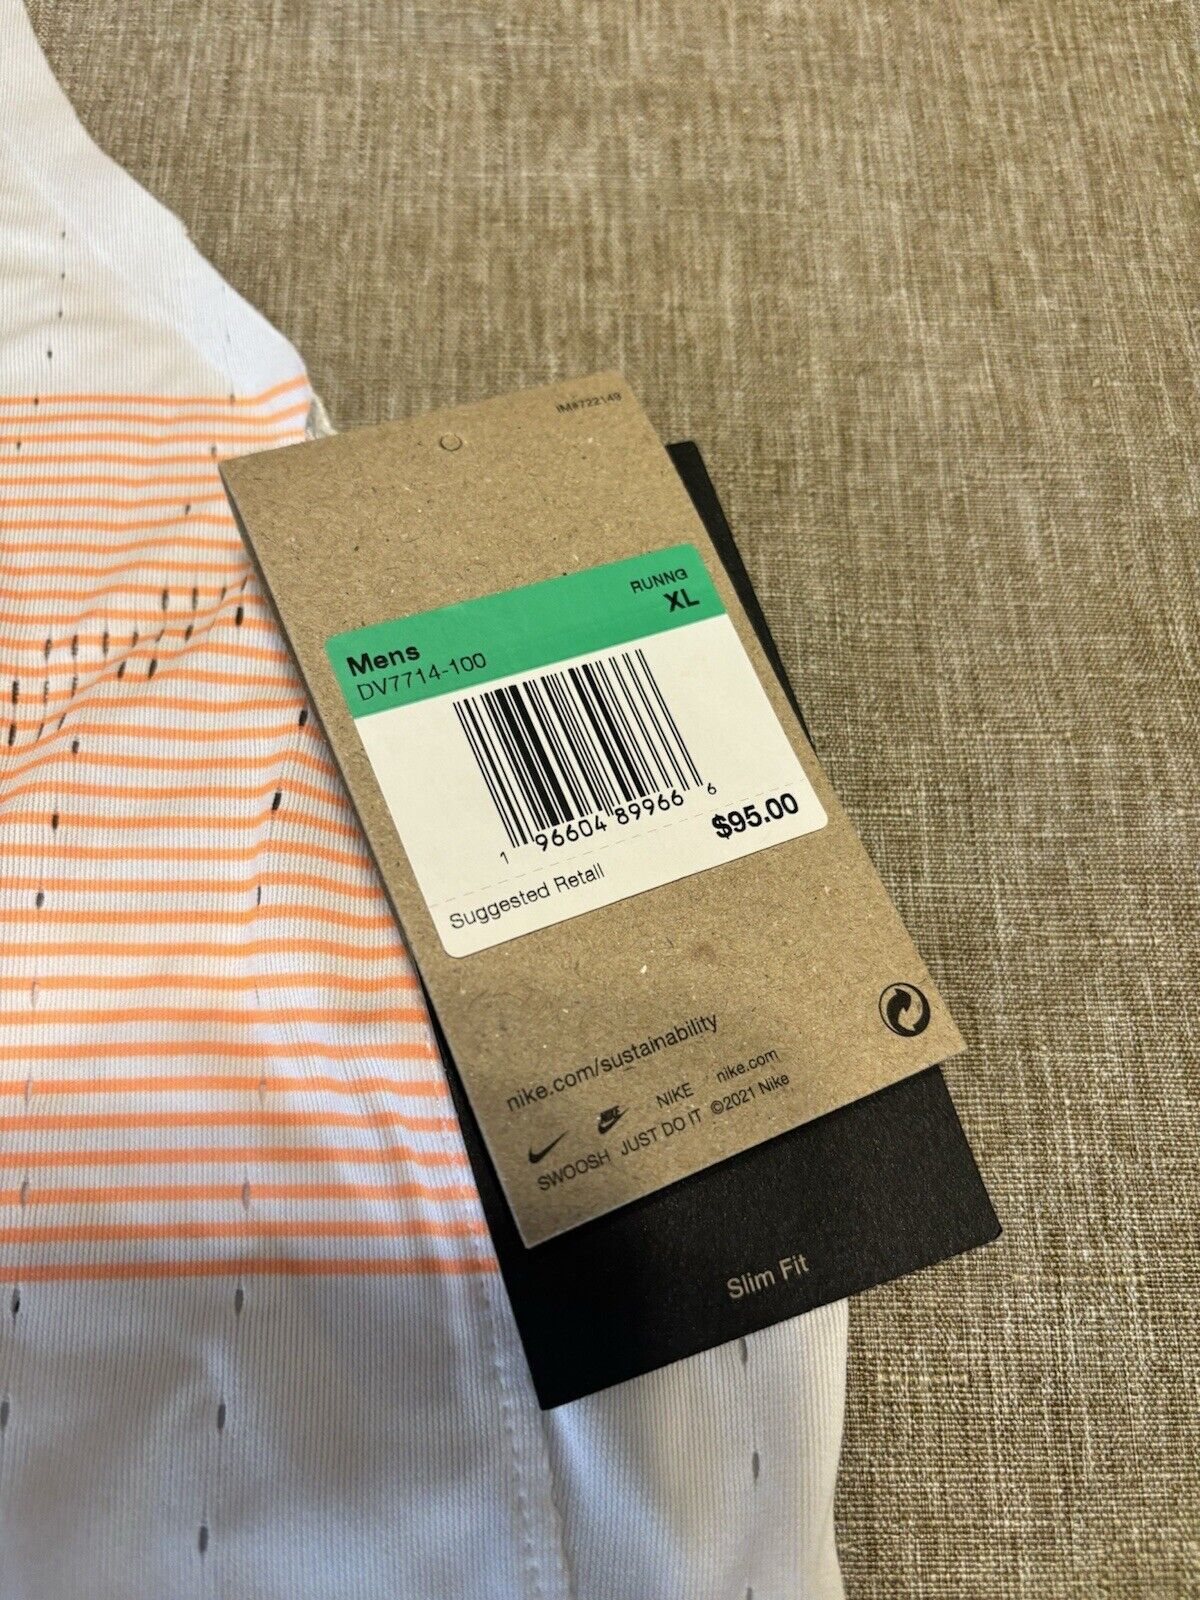 IM#722149
RUNNG
XL
Mens
DV7714-100
1 96604 89966 6
$95.00
Suggested Retail
nike.com/sustainability
NIKE nike.com
SWOOSH JUST DO IT ©2021 Nike
Slim Fit